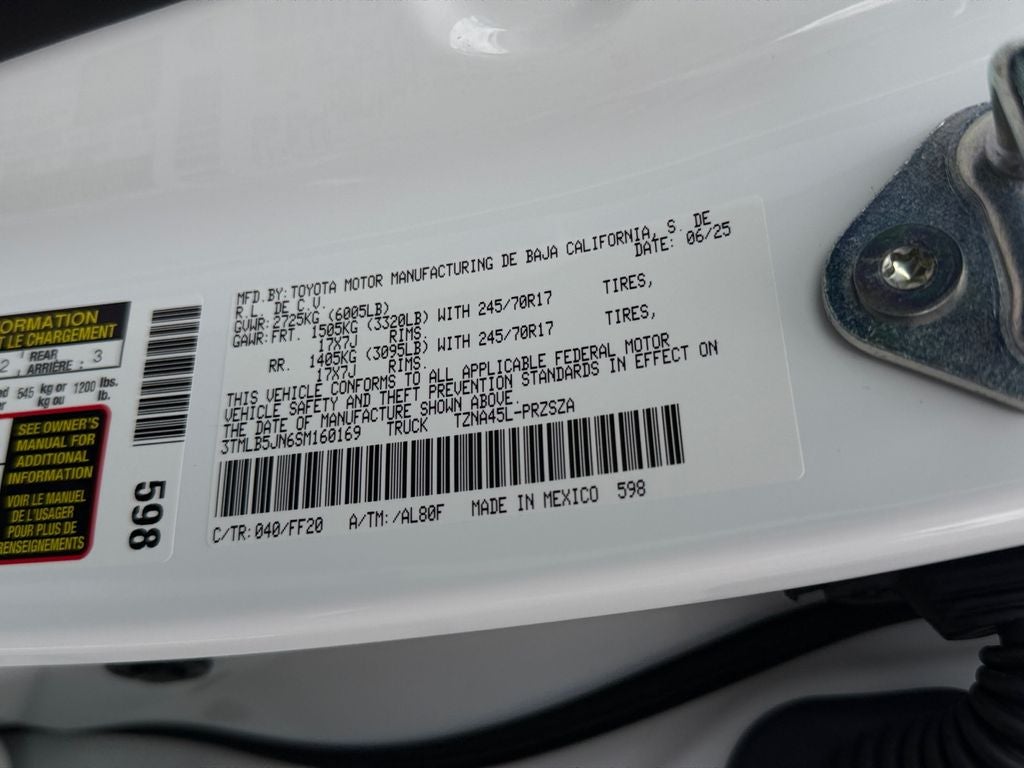 MFD.BY:TOYOTA MOTOR MANUFACTURING DE BAJA CALIFORNIA, S. DE
R.L. DE C.V. DATE: 06/25
GVWR:2725KG (6005LB)
GAWR:FRT. 1505KG (3320LB) WITH 245/70R17 TIRES,
17X7J RIMS.
RR. 1405KG (3095LB) WITH 245/70R17 TIRES,
17X7J RIMS.
THIS VEHICLE CONFORMS TO ALL APPLICABLE FEDERAL MOTOR
VEHICLE SAFETY AND THEFT PREVENTION STANDARDS IN EFFECT ON
THE DATE OF MANUFACTURE SHOWN ABOVE.
3TMLB5JN6SM160169 TRUCK TZNA45L-PRZSZA
C/TR:040/FF20 A/TM:/AL80F MADE IN MEXICO 598
LE CHARGEMENT
2 REAR 3
ARRIÈRE :
545 kg or 1200 lbs.
kg ou lb.
SEE OWNER'S
MANUAL FOR
ADDITIONAL
INFORMATION
VOIR LE MANUEL
DE L'USAGER
POUR PLUS DE
RENSEIGNEMENTS
598